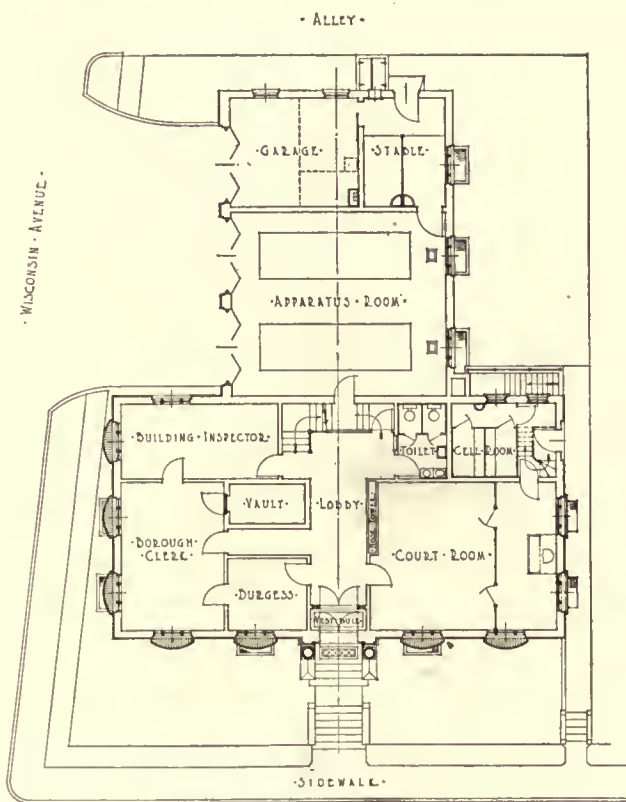 · ALLEY ·
· WISCONSIN · AVENUE ·
· GARAGE ·
· STABLE ·
· APPARATUS · ROOM ·
· BUILDING · INSPECTOR ·
· TOILET ·
· CELL · ROOM ·
· VAULT ·
· LOBBY ·
· BOROUGH ·
· CLERK ·
· COURT · ROOM ·
· BURGESS ·
· VESTIBULE ·
· SIDEWALK ·